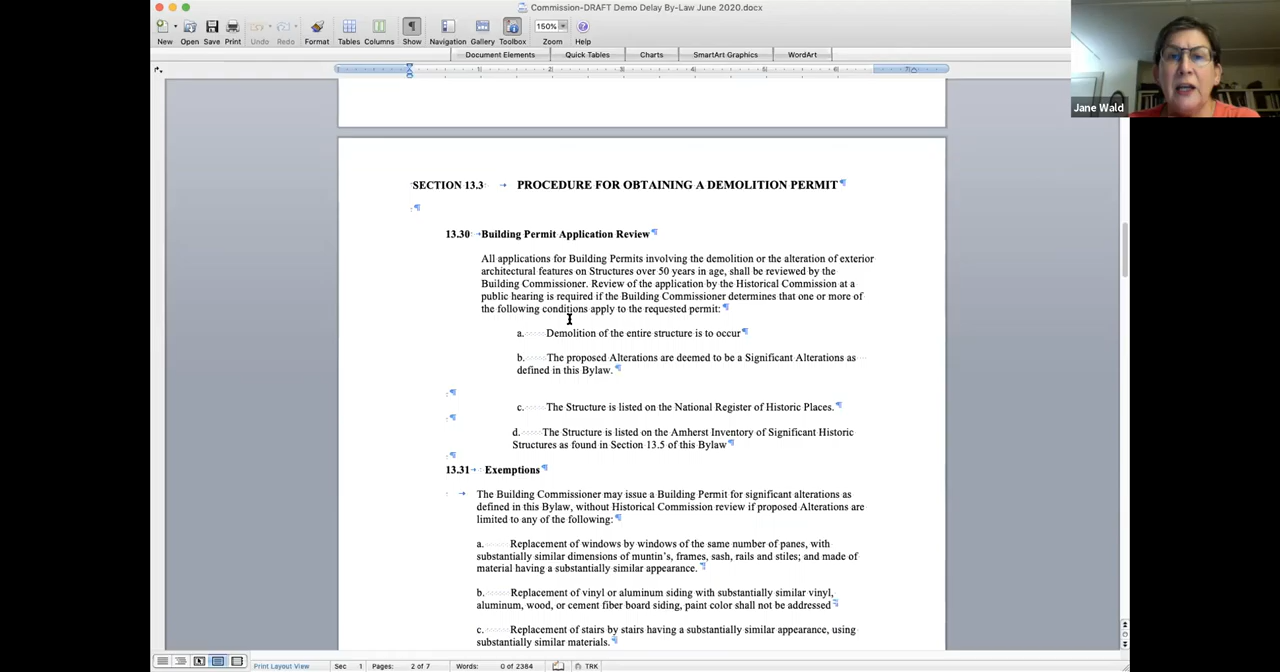 Commission-DRAFT Demo Delay By-Law June 2020.docx
New Open Save Print Undo Redo Format Tables Columns Show Navigation Gallery Toolbox 150% Zoom Help
Document Elements Quick Tables Charts SmartArt Graphics WordArt
1 2 3 4 5 6 7
Jane Wald
SECTION 13.3 → PROCEDURE FOR OBTAINING A DEMOLITION PERMIT¶
¶
13.30 →Building Permit Application Review¶
All applications for Building Permits involving the demolition or the alteration of exterior
architectural features on Structures over 50 years in age, shall be reviewed by the
Building Commissioner. Review of the application by the Historical Commission at a
public hearing is required if the Building Commissioner determines that one or more of
the following conditions apply to the requested permit:¶
a. Demolition of the entire structure is to occur¶
b. The proposed Alterations are deemed to be a Significant Alterations as
defined in this Bylaw.¶
¶
c. The Structure is listed on the National Register of Historic Places.¶
¶
d. The Structure is listed on the Amherst Inventory of Significant Historic
Structures as found in Section 13.5 of this Bylaw¶
¶
13.31→ Exemptions¶
→ The Building Commissioner may issue a Building Permit for significant alterations as
defined in this Bylaw, without Historical Commission review if proposed Alterations are
limited to any of the following:¶
a. Replacement of windows by windows of the same number of panes, with
substantially similar dimensions of muntin's, frames, sash, rails and stiles; and made of
material having a substantially similar appearance.¶
b. Replacement of vinyl or aluminum siding with substantially similar vinyl,
aluminum, wood, or cement fiber board siding, paint color shall not be addressed¶
c. Replacement of stairs by stairs having a substantially similar appearance, using
substantially similar materials.¶
Print Layout View Sec 1 Pages: 2 of 7 Words: 0 of 2384 TRK